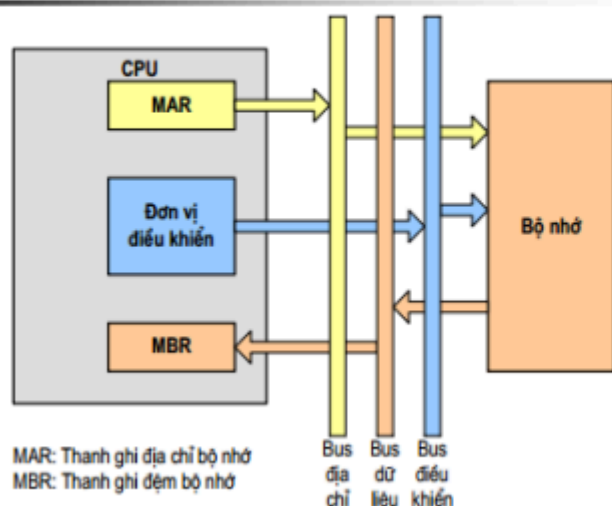 CPU
MAR
Đơn vị
điều khiển
MBR
Bộ nhớ
MAR: Thanh ghi địa chỉ bộ nhớ
MBR: Thanh ghi đệm bộ nhớ
Bus
địa
chỉ
Bus
dữ
liệu
Bus
điều
khiển